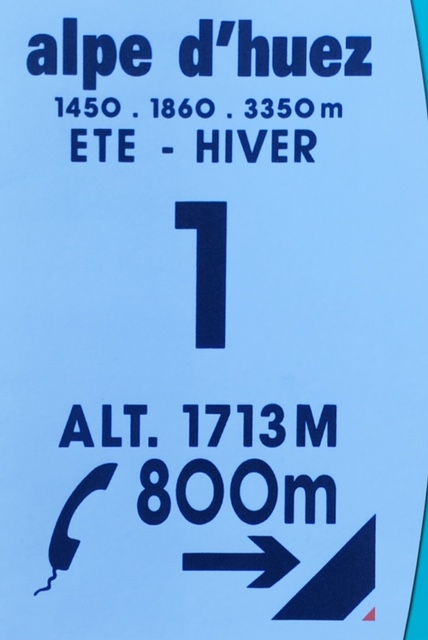 alpe d'huez
1450 . 1860 . 3350m
ETE - HIVER
1
ALT. 1713M
800m